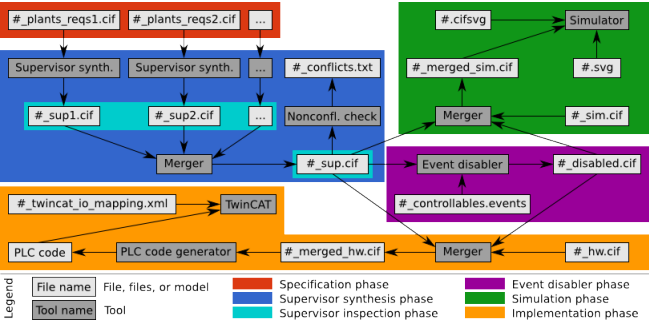 #_plants_reqs1.cif #_plants_reqs2.cif ... #.cifsvg Simulator
Supervisor synth. Supervisor synth. ... #_conflicts.txt #_merged_sim.cif #.svg
#_sup1.cif #_sup2.cif ... Nonconfl. check Merger #_sim.cif
Merger #_sup.cif Event disabler #_disabled.cif
#_twincat_io_mapping.xml TwinCAT #_controllables.events
PLC code PLC code generator #_merged_hw.cif Merger #_hw.cif
Legend
File name File, files, or model Specification phase Event disabler phase
Supervisor synthesis phase Simulation phase
Tool name Tool Supervisor inspection phase Implementation phase